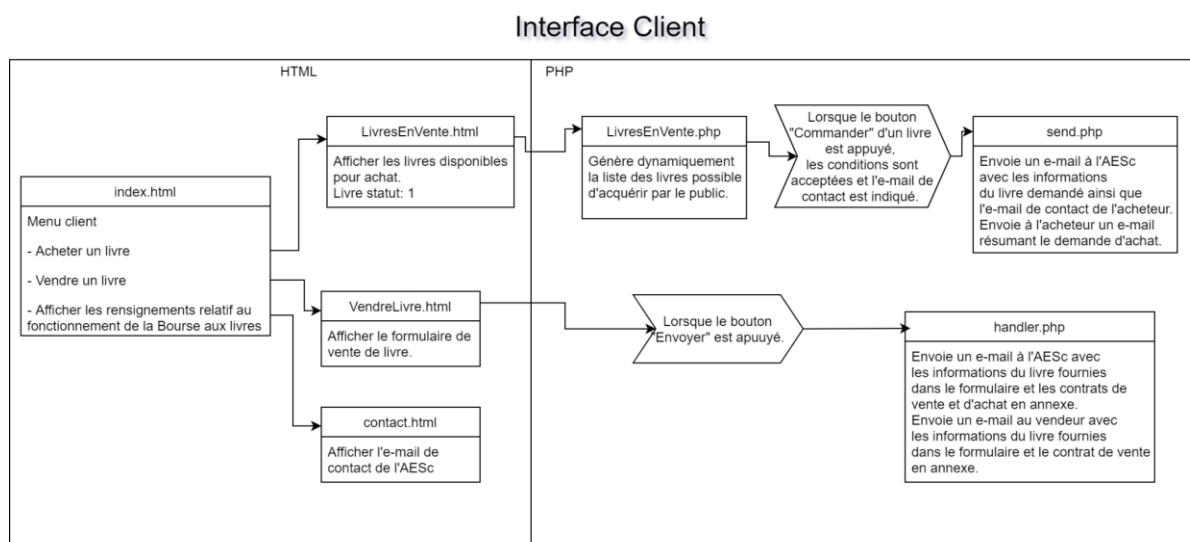 Interface Client
HTML
PHP
index.html
Menu client
- Acheter un livre
- Vendre un livre
- Afficher les rensignements relatif au
fonctionnement de la Bourse aux livres
LivresEnVente.html
Afficher les livres disponibles
pour achat.
Livre statut: 1
LivresEnVente.php
Génère dynamiquement
la liste des livres possible
d'acquérir par le public.
Lorsque le bouton
"Commander" d'un livre
est appuyé,
les conditions sont
acceptées et l'e-mail de
contact est indiqué.
send.php
Envoie un e-mail à l'AESc
avec les informations
du livre demandé ainsi que
l'e-mail de contact de l'acheteur.
Envoie à l'acheteur un e-mail
résumant le demande d'achat.
VendreLivre.html
Afficher le formulaire de
vente de livre.
Lorsque le bouton
"Envoyer" est apuuyé.
handler.php
Envoie un e-mail à l'AESc avec
les informations du livre fournies
dans le formulaire et les contrats de
vente et d'achat en annexe.
Envoie un e-mail au vendeur avec
les informations du livre fournies
dans le formulaire et le contrat de vente
en annexe.
contact.html
Afficher l'e-mail de
contact de l'AESc